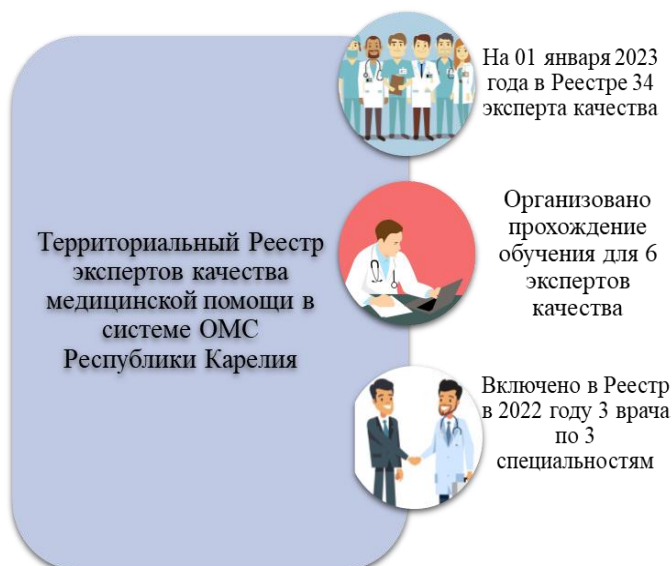 Территориальный Реестр
экспертов качества
медицинской помощи в
системе ОМС
Республики Карелия
На 01 января 2023
года в Реестре 34
эксперта качества
Организовано
прохождение
обучения для 6
экспертов
качества
Включено в Реестр
в 2022 году 3 врача
по 3
специальностям